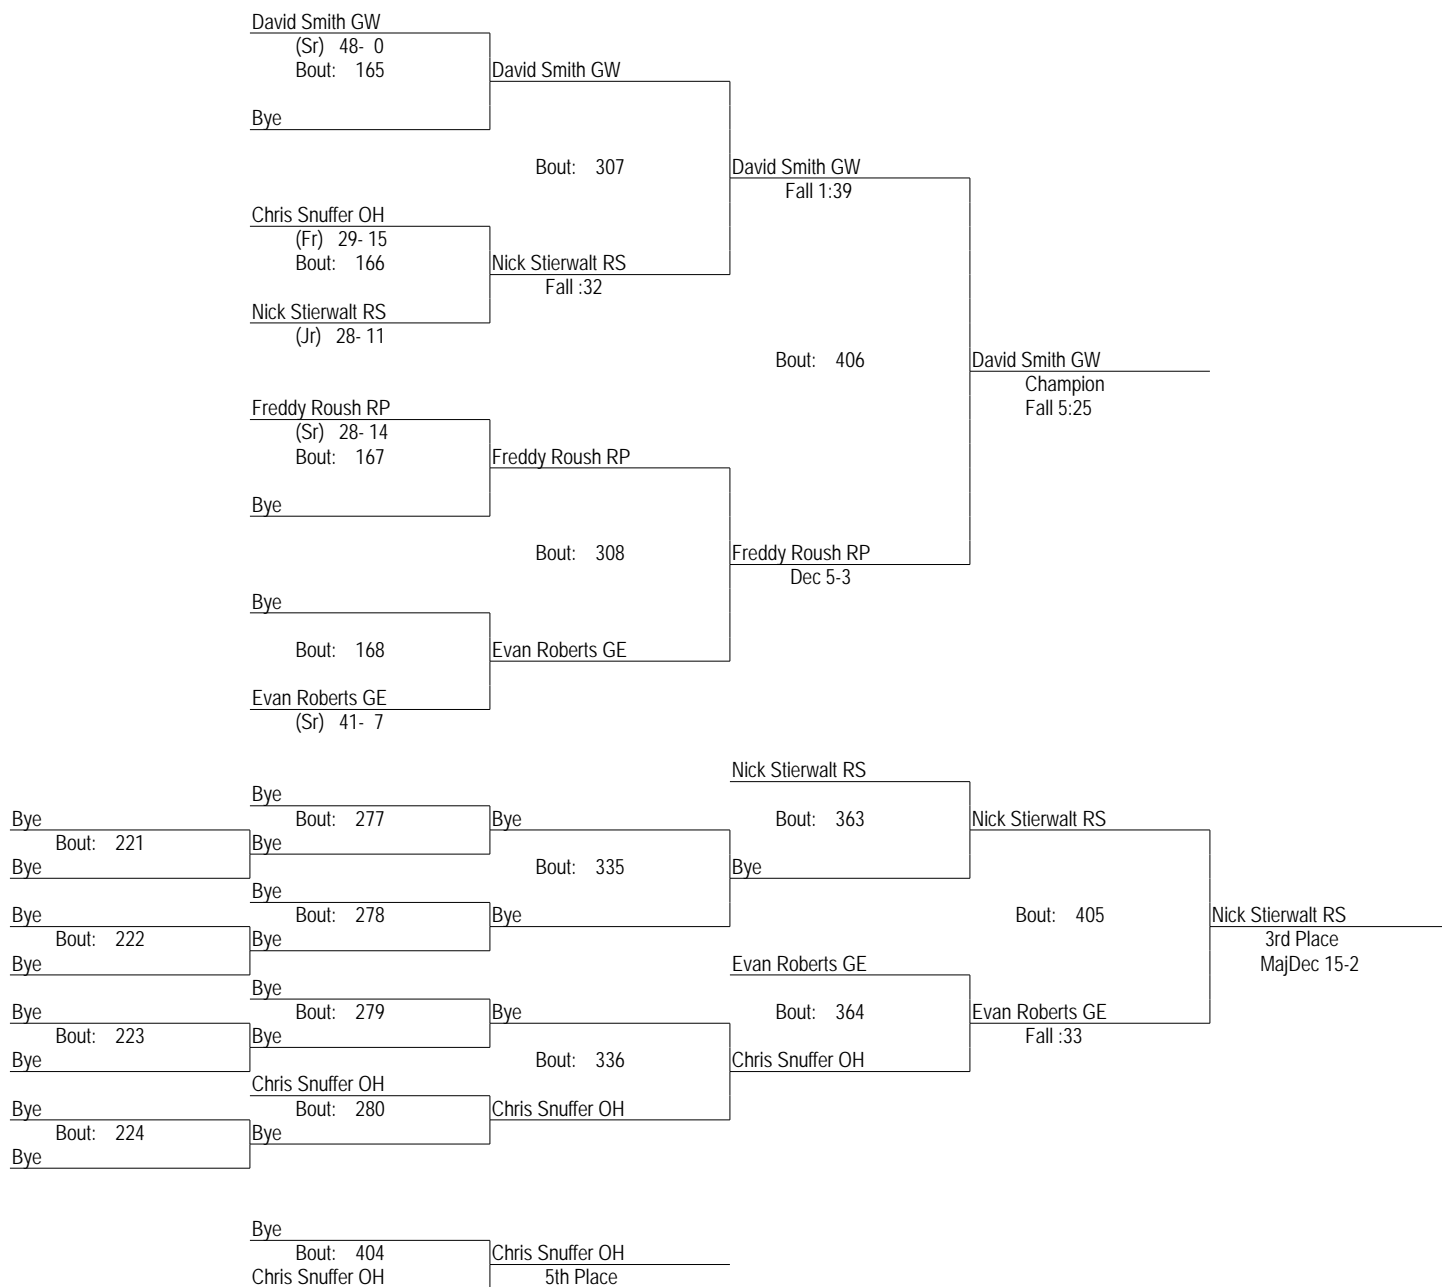 David Smith GW
(Sr) 48- 0
Bout: 165
David Smith GW
Bye
Bout: 307
David Smith GW
Fall 1:39
Chris Snuffer OH
(Fr) 29- 15
Bout: 166
Nick Stierwalt RS
Fall :32
Nick Stierwalt RS
(Jr) 28- 11
Bout: 406
David Smith GW
Champion
Fall 5:25
Freddy Roush RP
(Sr) 28- 14
Bout: 167
Freddy Roush RP
Bye
Bout: 308
Freddy Roush RP
Dec 5-3
Bye
Bout: 168
Evan Roberts GE
Evan Roberts GE
(Sr) 41- 7
Nick Stierwalt RS
Bye
Bye
Bout: 277
Bye
Bout: 363
Nick Stierwalt RS
Bout: 221
Bye
Bye
Bout: 335
Bye
Bye
Bye
Bout: 278
Bye
Bout: 405
Nick Stierwalt RS
Bout: 222
Bye
3rd Place
Bye
Evan Roberts GE
MajDec 15-2
Bye
Bye
Bout: 279
Bye
Bout: 364
Evan Roberts GE
Bout: 223
Bye
Fall :33
Bye
Bout: 336
Chris Snuffer OH
Chris Snuffer OH
Bye
Bout: 280
Chris Snuffer OH
Bout: 224
Bye
Bye
Bye
Bout: 404
Chris Snuffer OH
Chris Snuffer OH
5th Place